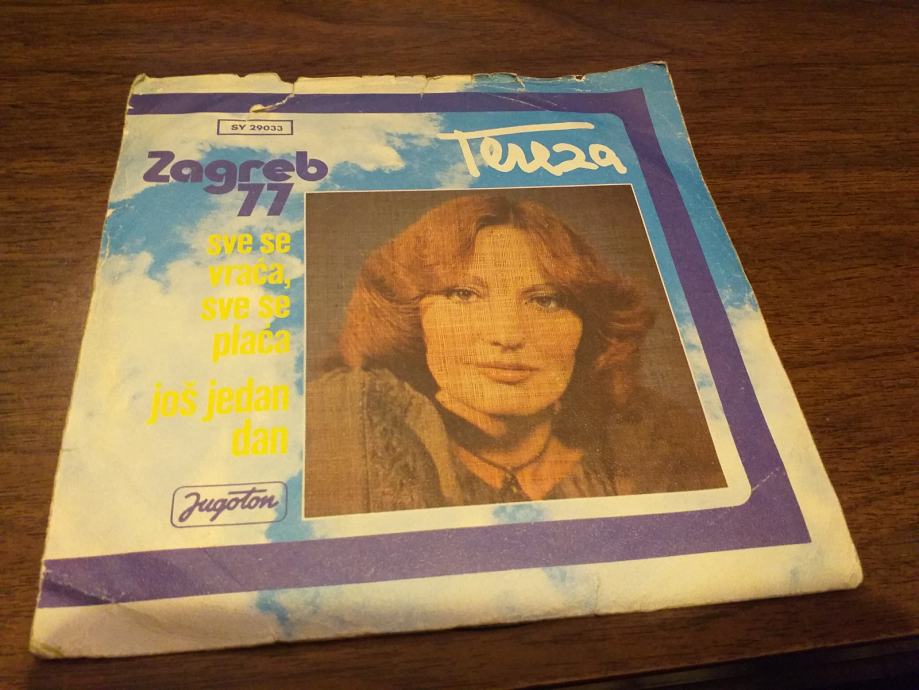 SY 29033
Tereza
Zagreb
77
sve se
vraća,
sve se
plaća
još jedan
dan
Jugoton